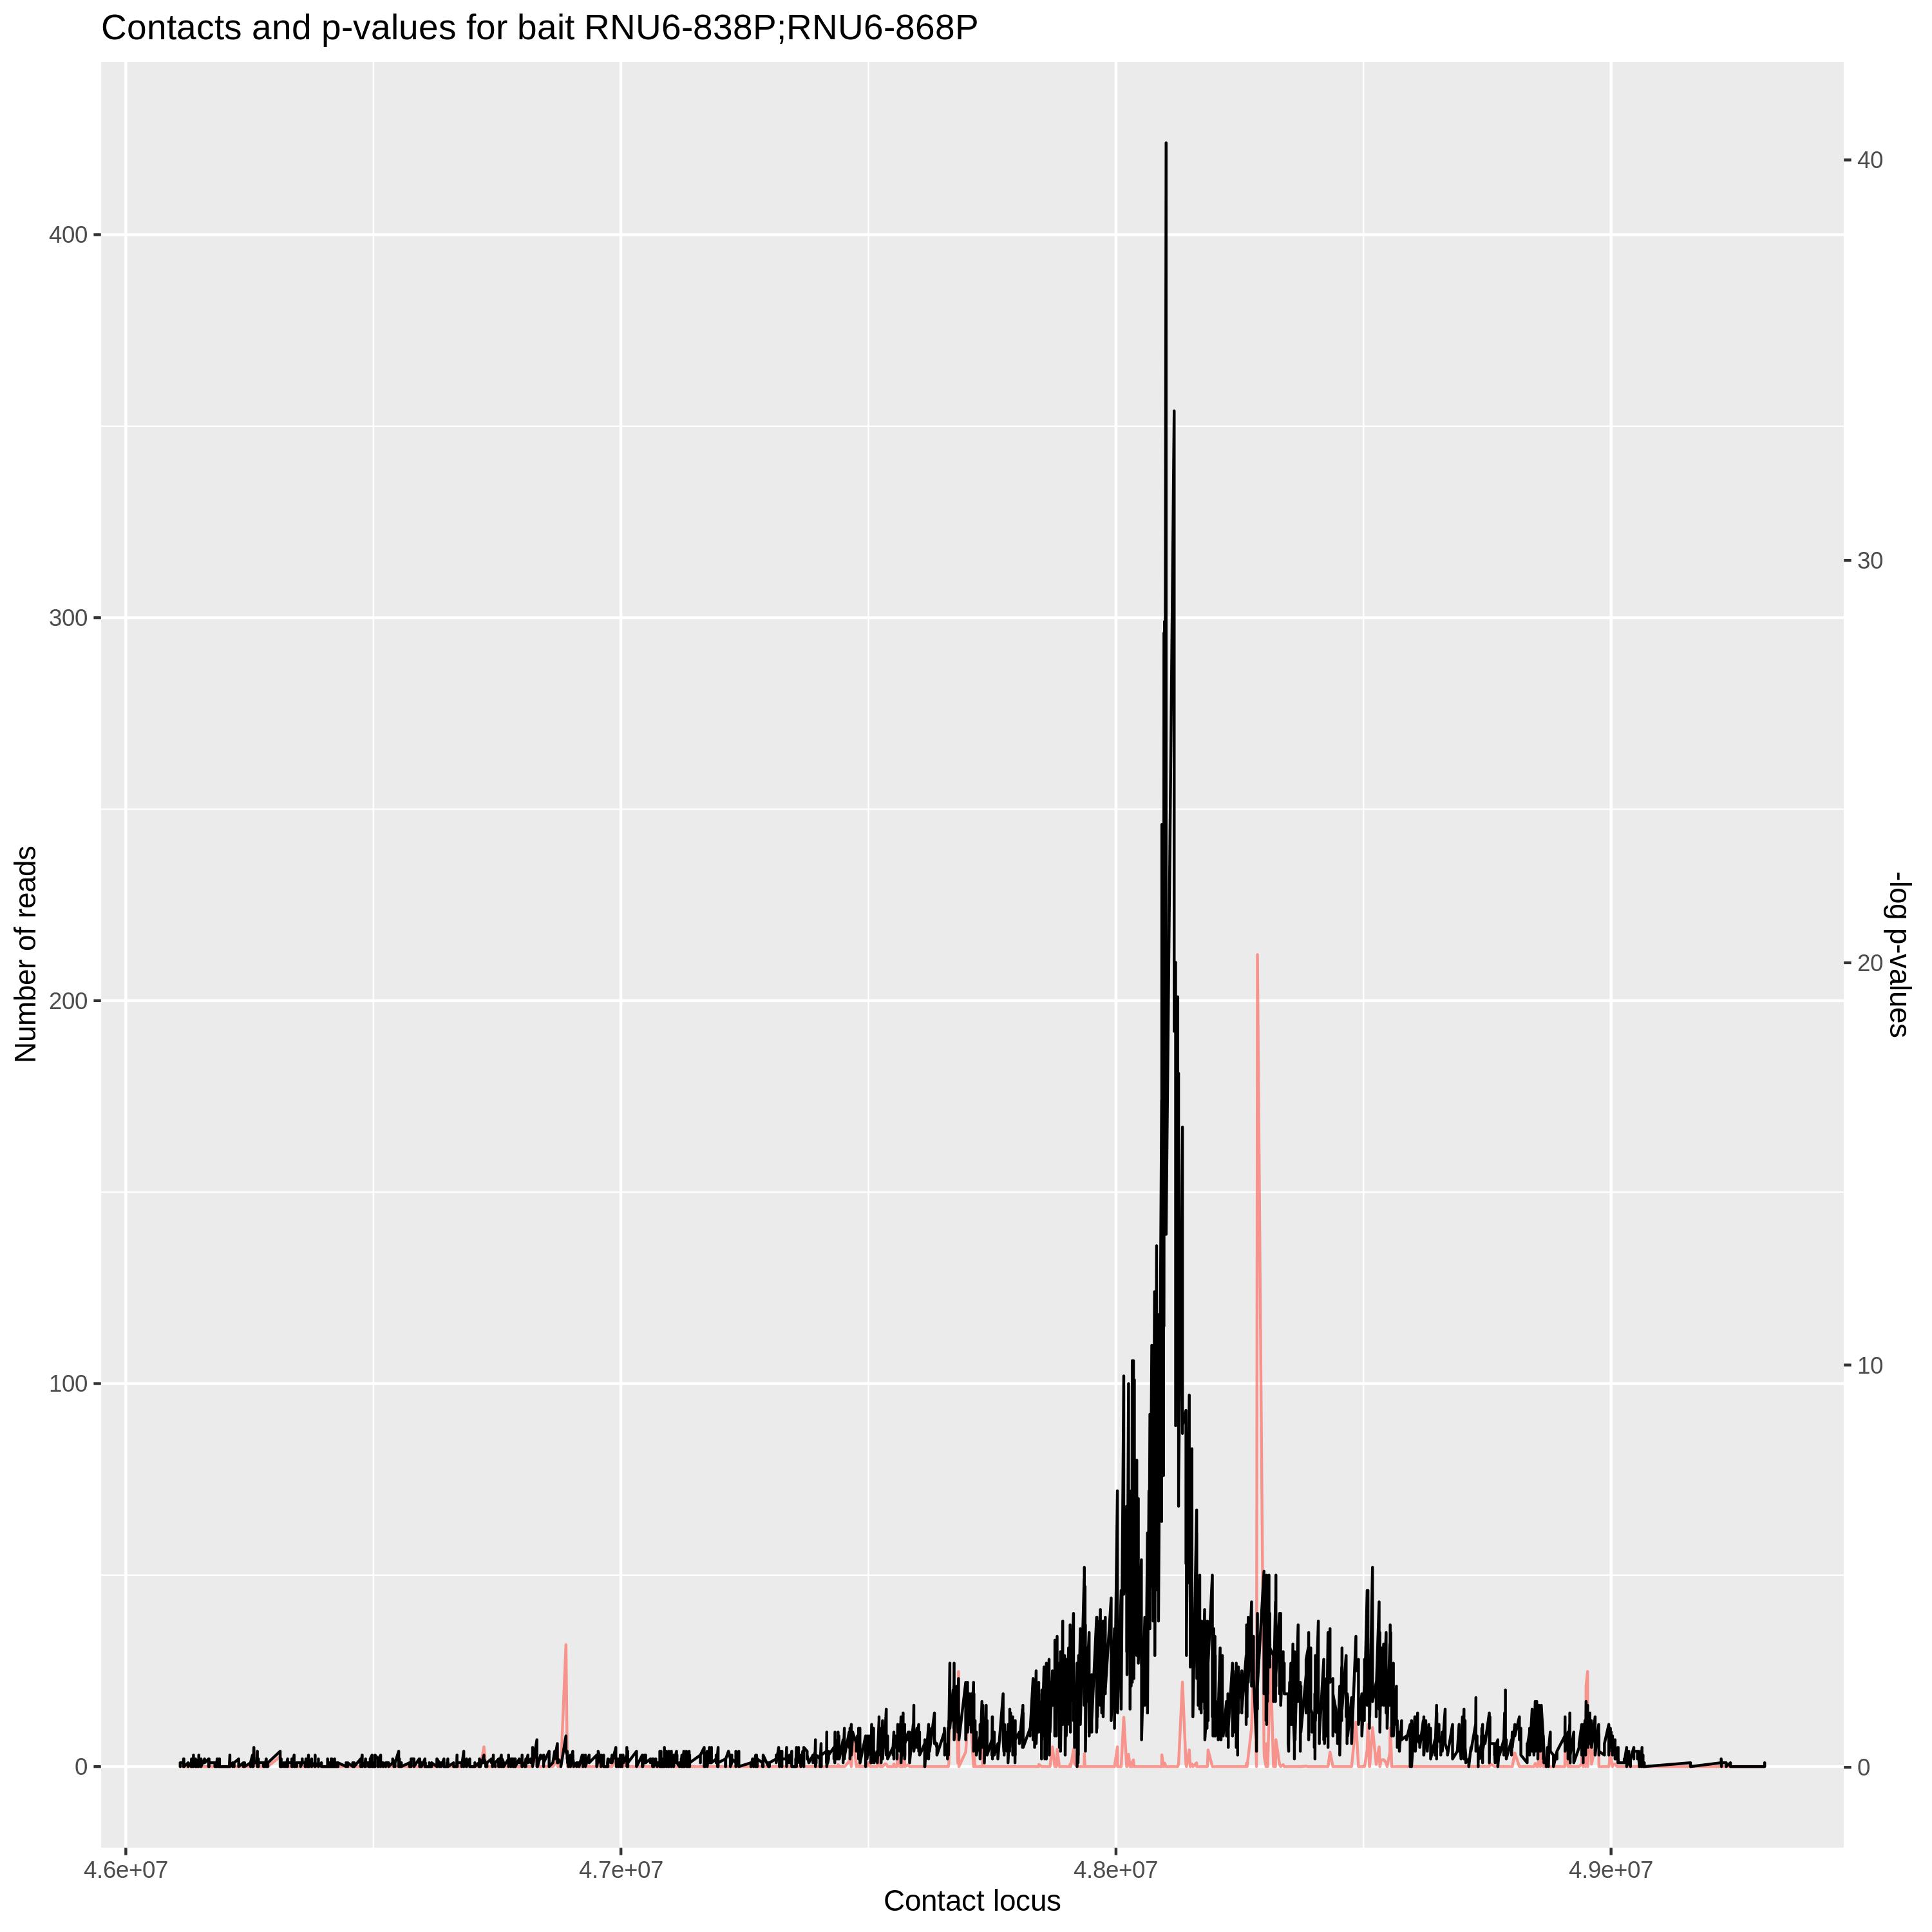 Contacts and p-values for bait RNU6-838P;RNU6-868P
Number of reads
400
300
200
100
0
40
30
20
10
0
-log p-values
4.6e+07
4.7e+07
4.8e+07
4.9e+07
Contact locus